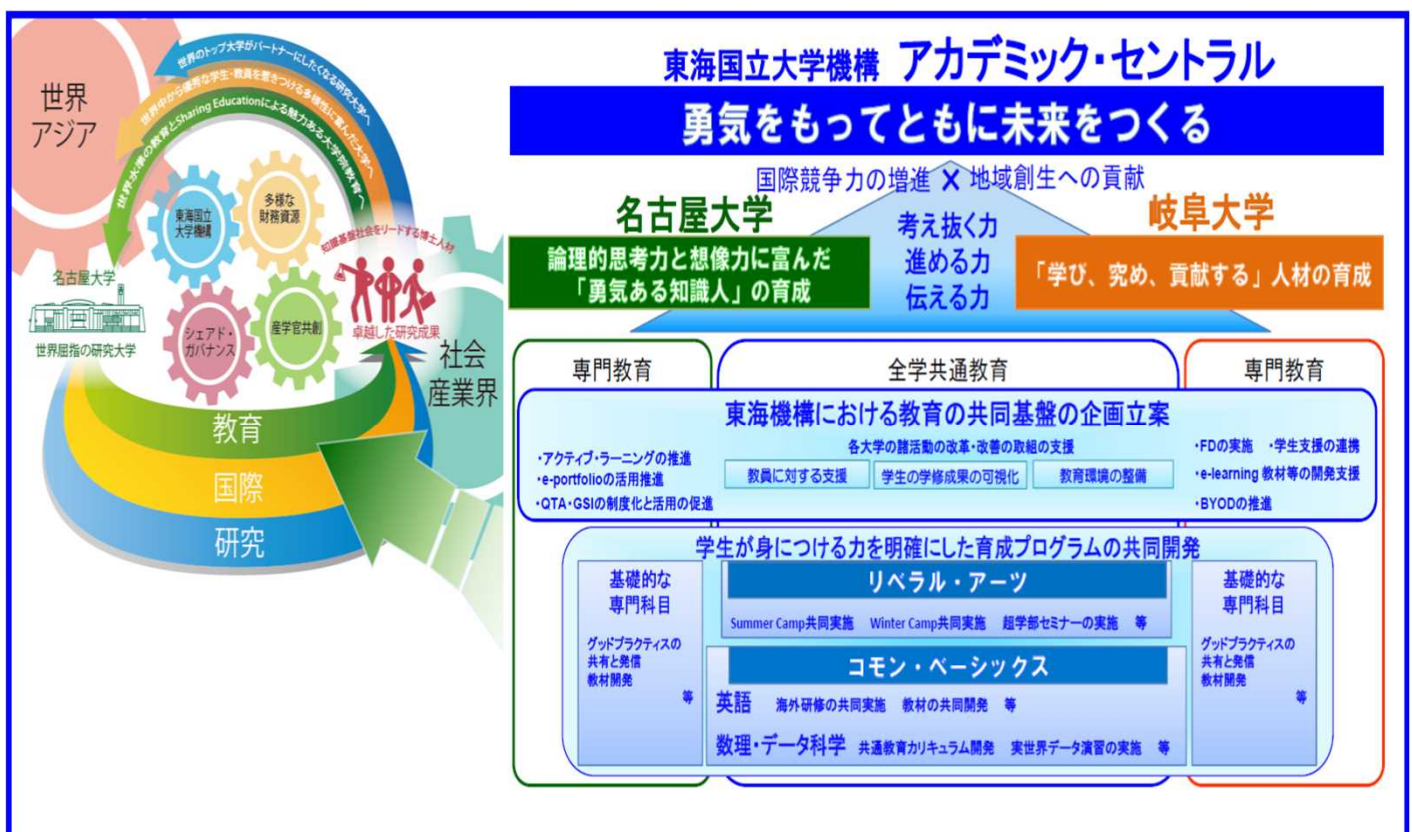 世界
アジア
世界のトップ大学がパートナーにしたくなる研究大学へ
世界中から優秀な学生・教員を惹きつける多様性に富んだ大学へ
世界水準の教育とSharing Educationによる魅力ある大学院教育へ
東海国立
大学機構
多様な
財務資源
知識基盤社会をリードする博士人材
名古屋大学
世界屈指の研究大学
シェアド・
ガバナンス
産学官共創
卓越した研究成果
社会
産業界
教育
国際
研究
東海国立大学機構 アカデミック・セントラル
勇気をもってともに未来をつくる
国際競争力の増進 × 地域創生への貢献
名古屋大学
論理的思考力と想像力に富んだ
「勇気ある知識人」の育成
考え抜く力
進める力
伝える力
岐阜大学
「学び、究め、貢献する」人材の育成
専門教育
全学共通教育
専門教育
東海機構における教育の共同基盤の企画立案
各大学の諸活動の改革・改善の取組の支援
・アクティブ・ラーニングの推進
・e-portfolioの活用推進
・QTA・GSIの制度化と活用の促進
教員に対する支援
学生の学修成果の可視化
教育環境の整備
・FDの実施 ・学生支援の連携
・e-learning 教材等の開発支援
・BYODの推進
学生が身につける力を明確にした育成プログラムの共同開発
基礎的な
専門科目
グッドプラクティスの
共有と発信
教材開発
等
リベラル・アーツ
Summer Camp共同実施 Winter Camp共同実施 超学部セミナーの実施 等
コモン・ベーシックス
英語 海外研修の共同実施 教材の共同開発 等
数理・データ科学 共通教育カリキュラム開発 実世界データ演習の実施 等
基礎的な
専門科目
グッドプラクティスの
共有と発信
教材開発
等